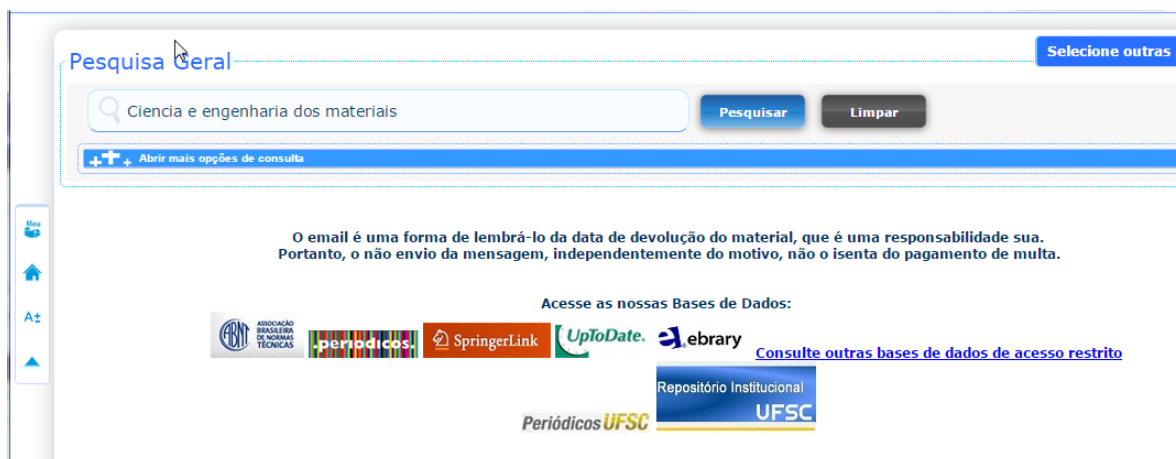 Selecione outras
Pesquisa Geral
Ciencia e engenharia dos materiais
Pesquisar
Limpar
Abrir mais opções de consulta
Meu
O email é uma forma de lembrá-lo da data de devolução do material, que é uma responsabilidade sua.
Portanto, o não envio da mensagem, independentemente do motivo, não o isenta do pagamento de multa.
A±
Acesse as nossas Bases de Dados:
ABNT
ASSOCIAÇÃO
BRASILEIRA
DE NORMAS
TÉCNICAS
.periodicos.
SpringerLink
UpToDate.
ebrary
Consulte outras bases de dados de acesso restrito
Repositório Institucional
UFSC
Periódicos UFSC